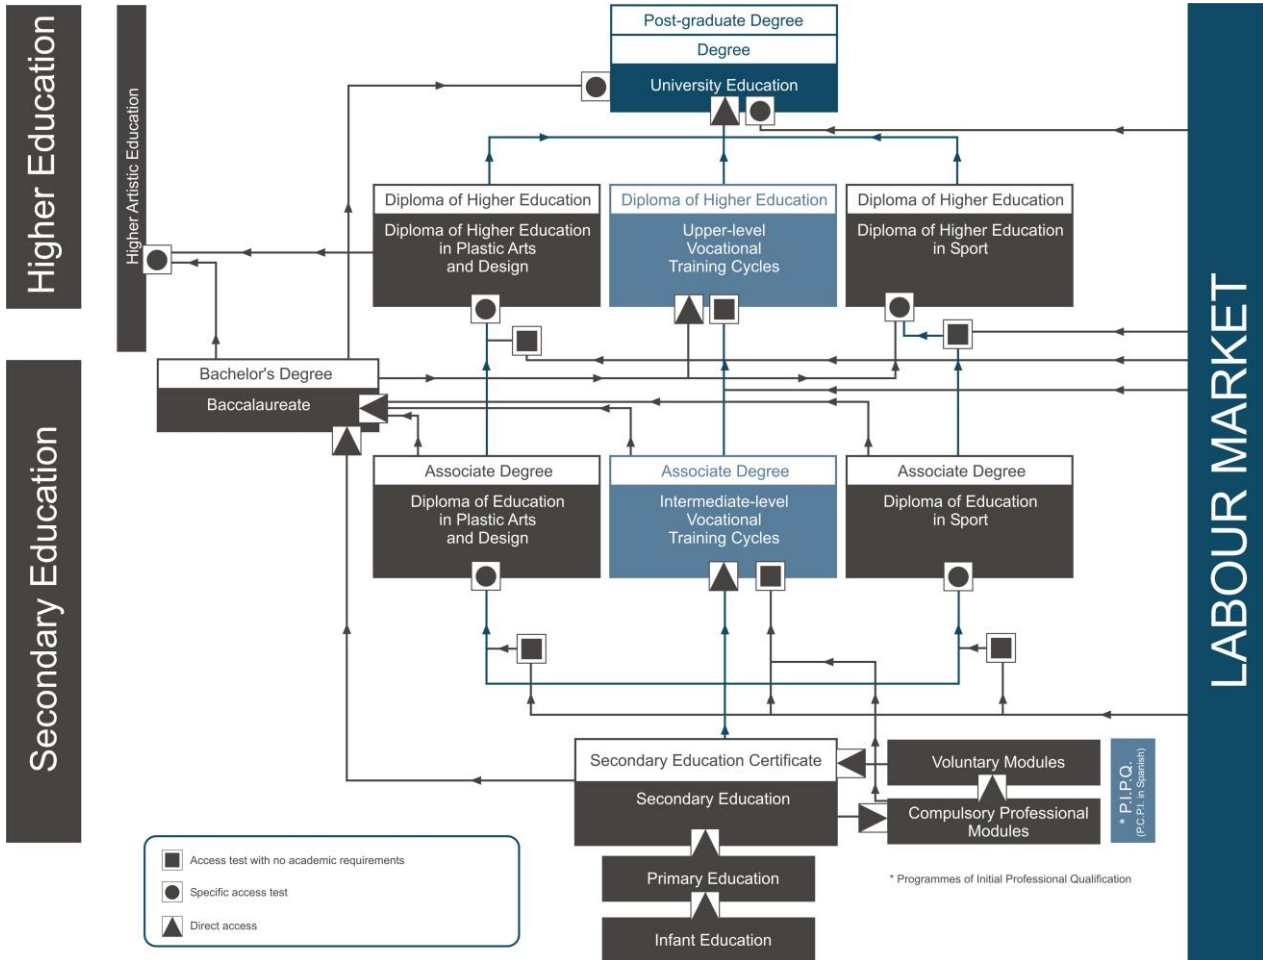 Higher Education
Higher Artistic Education
Post-graduate Degree
Degree
University Education
Diploma of Higher Education
Diploma of Higher Education
in Plastic Arts
and Design
Diploma of Higher Education
Upper-level
Vocational
Training Cycles
Diploma of Higher Education
Diploma of Higher Education
in Sport
LABOUR MARKET
Secondary Education
Bachelor's Degree
Baccalaureate
Associate Degree
Diploma of Education
in Plastic Arts
and Design
Associate Degree
Intermediate-level
Vocational
Training Cycles
Associate Degree
Diploma of Education
in Sport
Secondary Education Certificate
Secondary Education
Voluntary Modules
Compulsory Professional
Modules
* P.I.P.Q.
(P.C.P.I. in Spanish)
Primary Education
Infant Education
* Programmes of Initial Professional Qualification
Access test with no academic requirements
Specific access test
Direct access